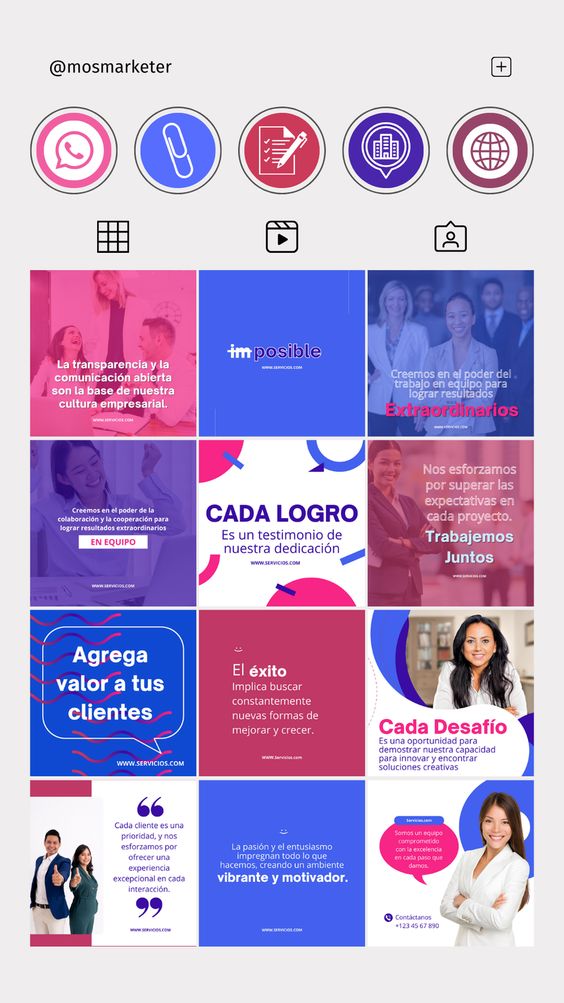 @mosmarketer
La transparencia y la
comunicación abierta
son la base de nuestra
cultura empresarial.
WWW.SERVICIOS.COM
imposible
WWW.SERVICIOS.COM
Creemos en el poder del
trabajo en equipo para
lograr resultados
Extraordinarios
WWW.SERVICIOS.COM
Creemos en el poder de la
colaboración y la cooperación para
lograr resultados extraordinarios
EN EQUIPO
WWW.SERVICIOS.COM
CADA LOGRO
Es un testimonio de
nuestra dedicación
WWW.SERVICIOS.COM
Nos esforzamos
por superar las
expectativas en
cada proyecto.
Trabajemos
Juntos
WWW.SERVICIOS.COM
Agrega
valor a tus
clientes
WWW.SERVICIOS.COM
El éxito
Implica buscar
constantemente
nuevas formas de
mejorar y crecer.
WWW.Servicios.com
Cada Desafío
Es una oportunidad para
demostrar nuestra capacidad
para innovar y encontrar
soluciones creativas
Cada cliente es una
prioridad, y nos
esforzamos por
ofrecer una
experiencia
excepcional en cada
interacción.
WWW.SERVICIOS.COM
La pasión y el entusiasmo
impregnan todo lo que
hacemos, creando un ambiente
vibrante y motivador.
WWW.SERVICIOS.COM
Servicios.com
Somos un equipo
comprometido
con la excelencia
en cada paso que
damos.
Contáctanos
+123 45 67 890